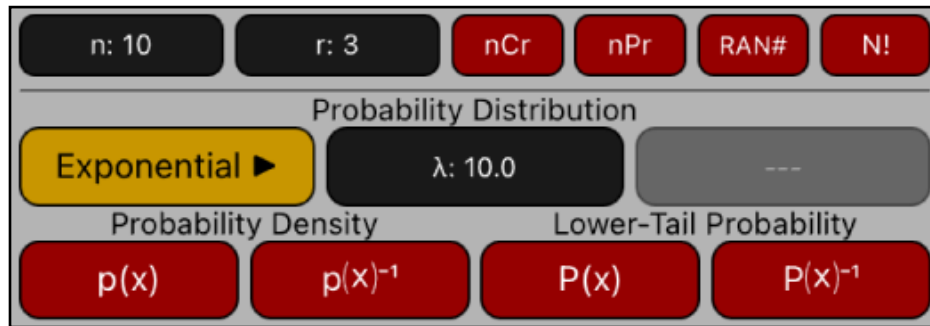 n: 10 r: 3 nCr nPr RAN# N!
Probability Distribution
Exponential ▶ λ: 10.0 ---
Probability Density Lower-Tail Probability
p(x) p(x)⁻¹ P(x) P(x)⁻¹